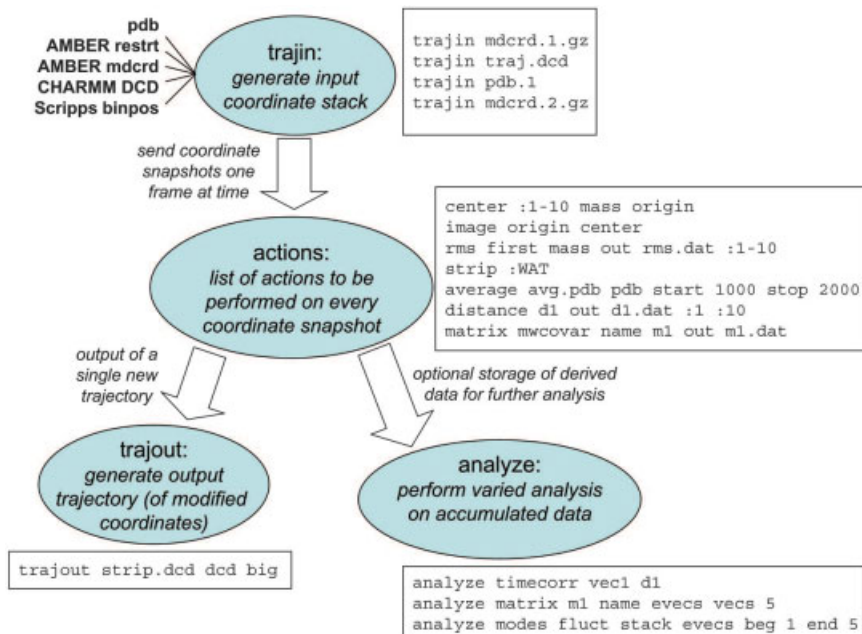 pdb
AMBER restrt
AMBER mdcrd
CHARMM DCD
Scripps binpos
trajin:
generate input
coordinate stack
trajin mdcrd.1.gz
trajin traj.dcd
trajin pdb.1
trajin mdcrd.2.gz
send coordinate
snapshots one
frame at time
actions:
list of actions to be
performed on every
coordinate snapshot
center :1-10 mass origin
image origin center
rms first mass out rms.dat :1-10
strip :WAT
average avg.pdb pdb start 1000 stop 2000
distance d1 out d1.dat :1 :10
matrix mwcovar name m1 out m1.dat
output of a
single new
trajectory
optional storage of derived
data for further analysis
trajout:
generate output
trajectory (of modified
coordinates)
trajout strip.dcd dcd big
analyze:
perform varied analysis
on accumulated data
analyze timecorr vec1 d1
analyze matrix m1 name evecs vecs 5
analyze modes fluct stack evecs beg 1 end 5